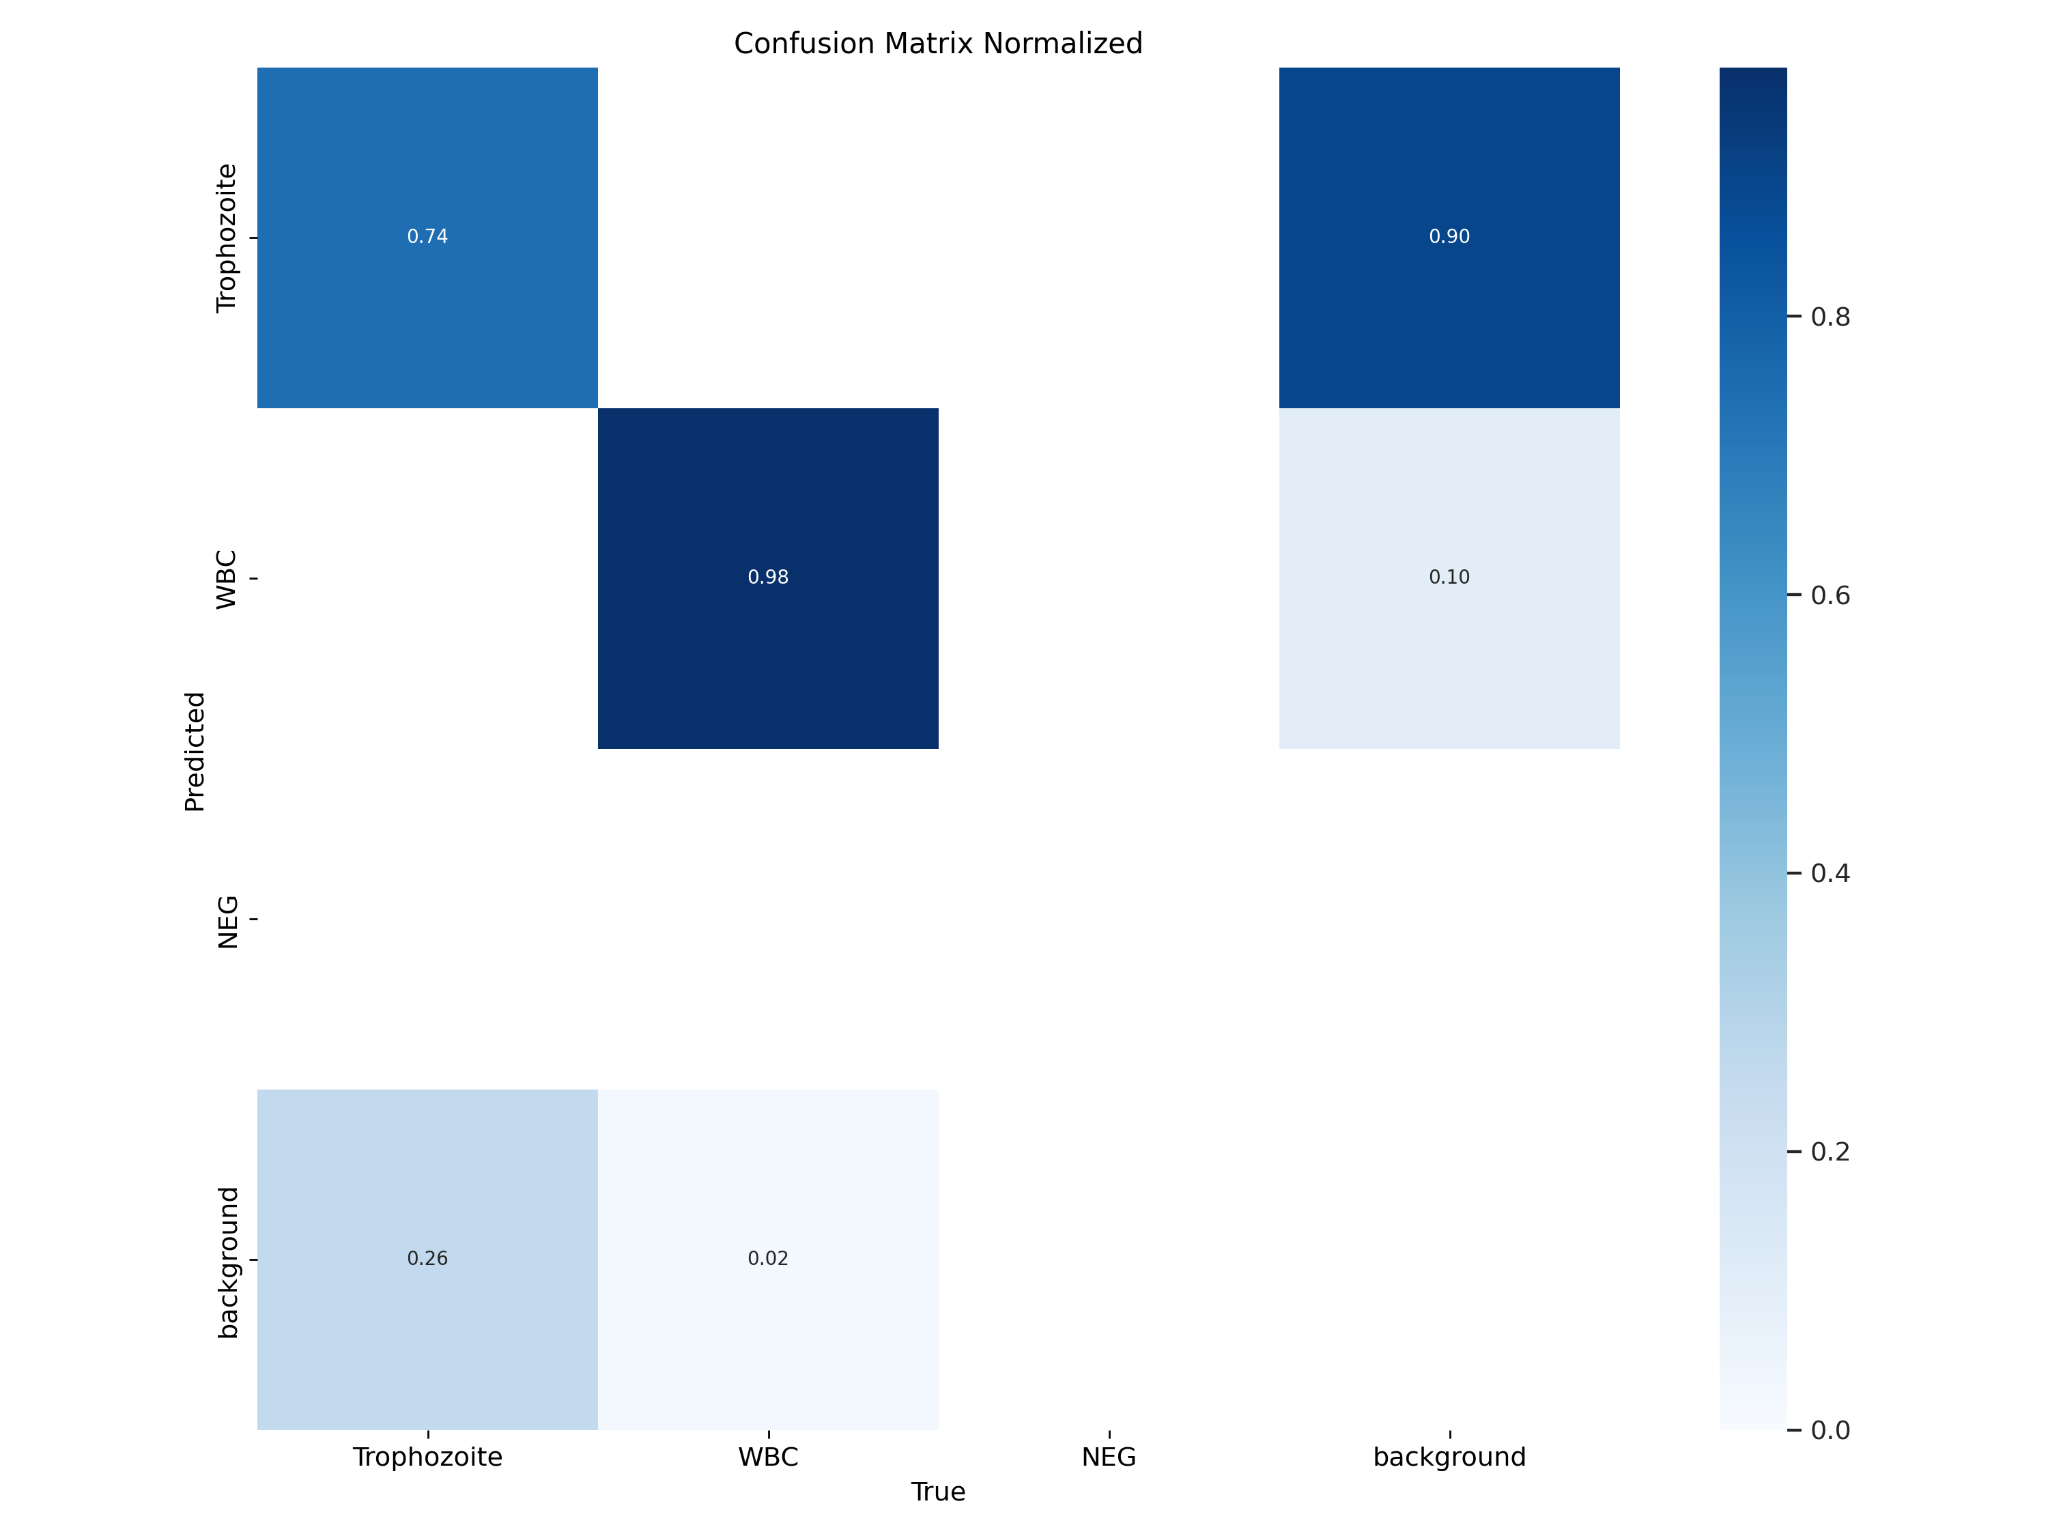 Confusion Matrix Normalized
Trophozoite
0.74
0.90
0.8
WBC
0.98
0.10
0.6
Predicted
0.4
NEG
0.2
background
0.26
0.02
0.0
Trophozoite
WBC
NEG
background
True